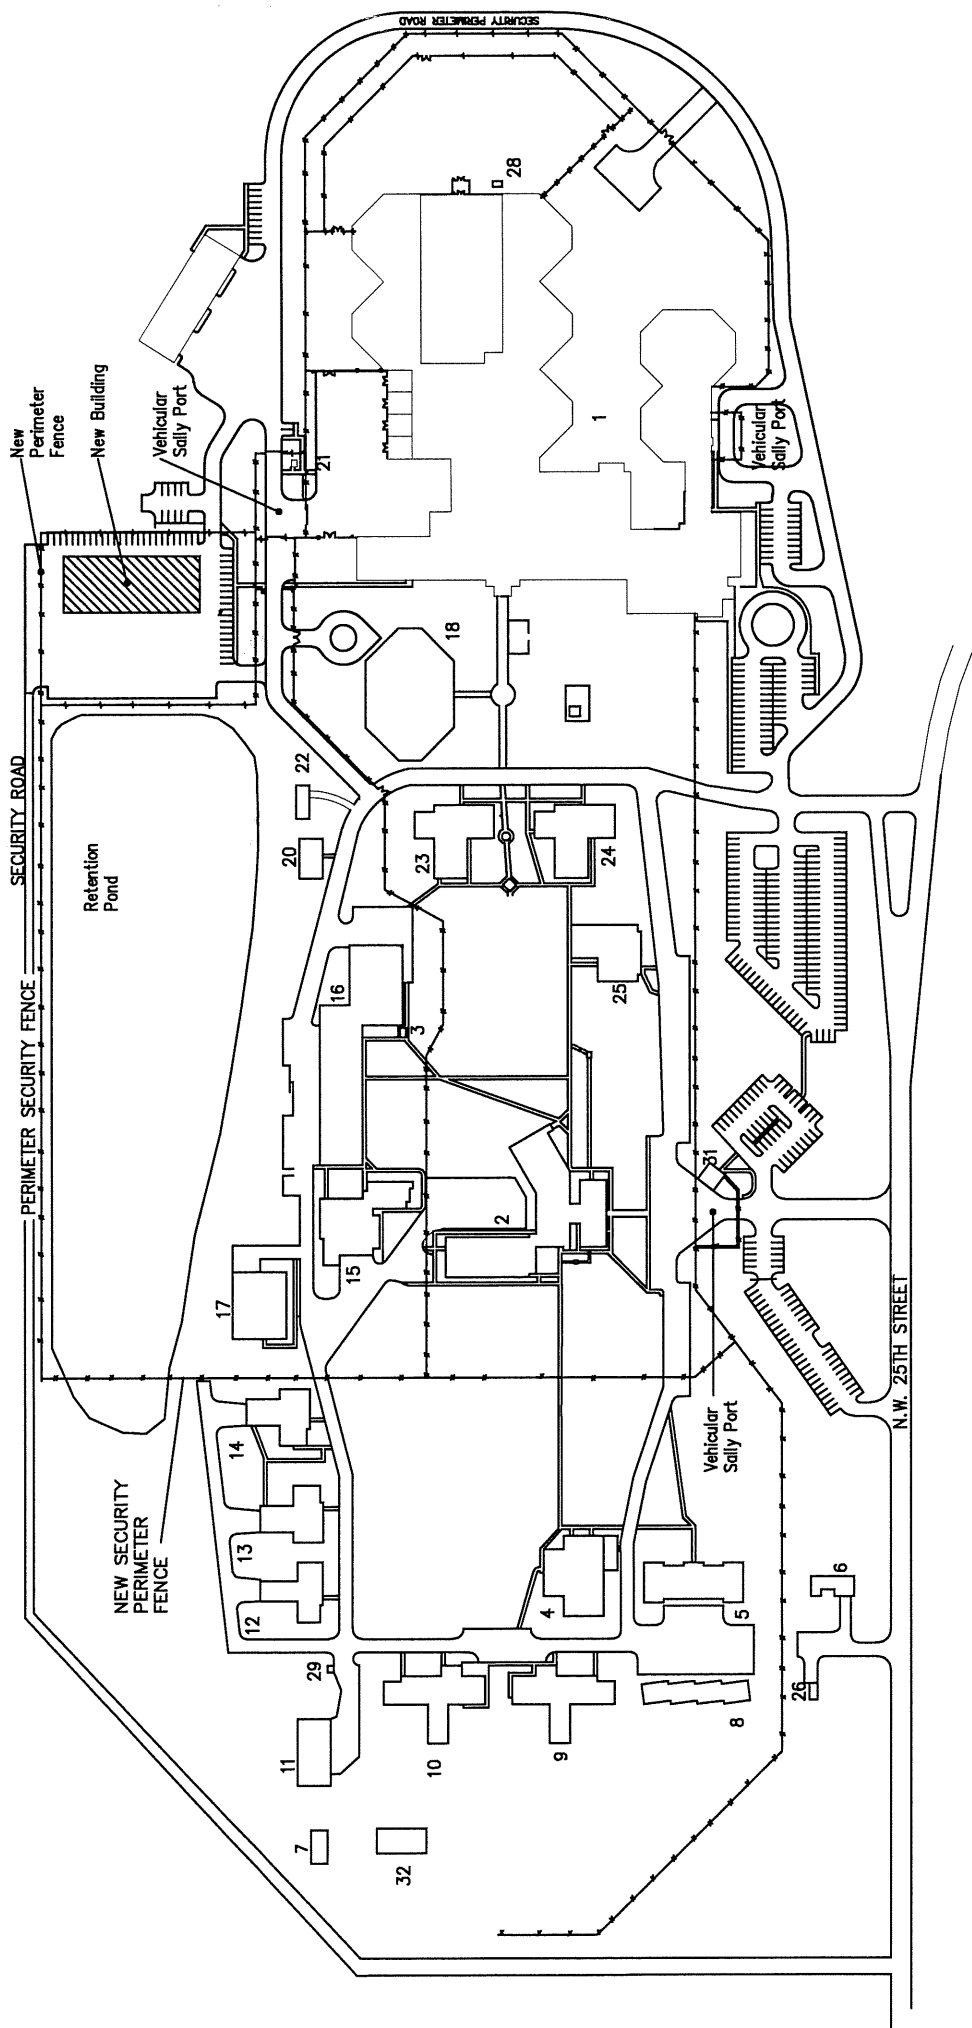 SECURITY PERIMETER ROAD
28
New
Perimeter
Fence
New Building
Vehicular
Sally Port
21
1
Vehicular
Sally Port
18
SECURITY ROAD
22
20
23
24
Retention
Pond
16
3
25
PERIMETER SECURITY FENCE
31
2
15
17
Vehicular
Sally Port
N.W. 25TH STREET
14
13
12
NEW SECURITY
PERIMETER
FENCE
4
5
6
26
29
11
10
9
8
7
32